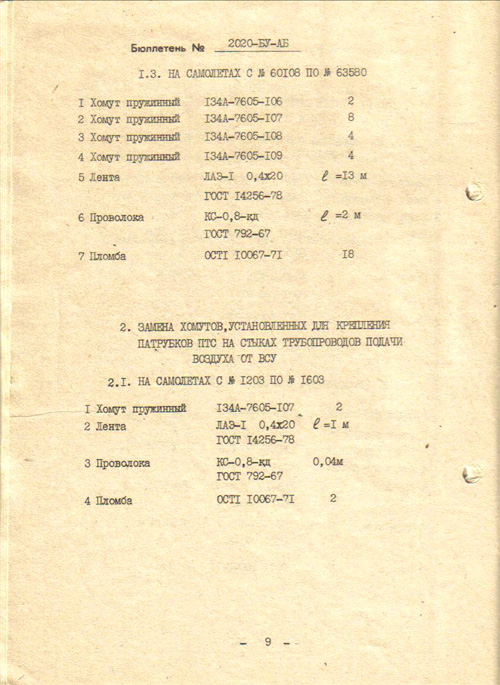 Бюллетень № 2020-БУ-АБ
I.3. НА САМОЛЕТАХ С № 60I08 ПО № 63580
I Хомут пружинный I34А-7605-I06 2
2 Хомут пружинный I34А-7605-I07 8
3 Хомут пружинный I34А-7605-I08 4
4 Хомут пружинный I34А-7605-I09 4
5 Лента ЛАЭ-I 0,4х20 ℓ =I3 м
ГОСТ I4256-78
6 Проволока КС-0,8-кд ℓ =2 м
ГОСТ 792-67
7 Пломба ОСТI I0067-7I I8
2. ЗАМЕНА ХОМУТОВ,УСТАНОВЛЕННЫХ ДЛЯ КРЕПЛЕНИЯ
ПАТРУБКОВ ПТС НА СТЫКАХ ТРУБОПРОВОДОВ ПОДАЧИ
ВОЗДУХА ОТ ВСУ
2.I. НА САМОЛЕТАХ С № I203 ПО № I603
I Хомут пружинный I34А-7605-I07 2
2 Лента ЛАЭ-I 0,4х20 ℓ =I м
ГОСТ I4256-78
3 Проволока КС-0,8-кд 0,04м
ГОСТ 792-67
4 Пломба ОСТI I0067-7I 2
- 9 -